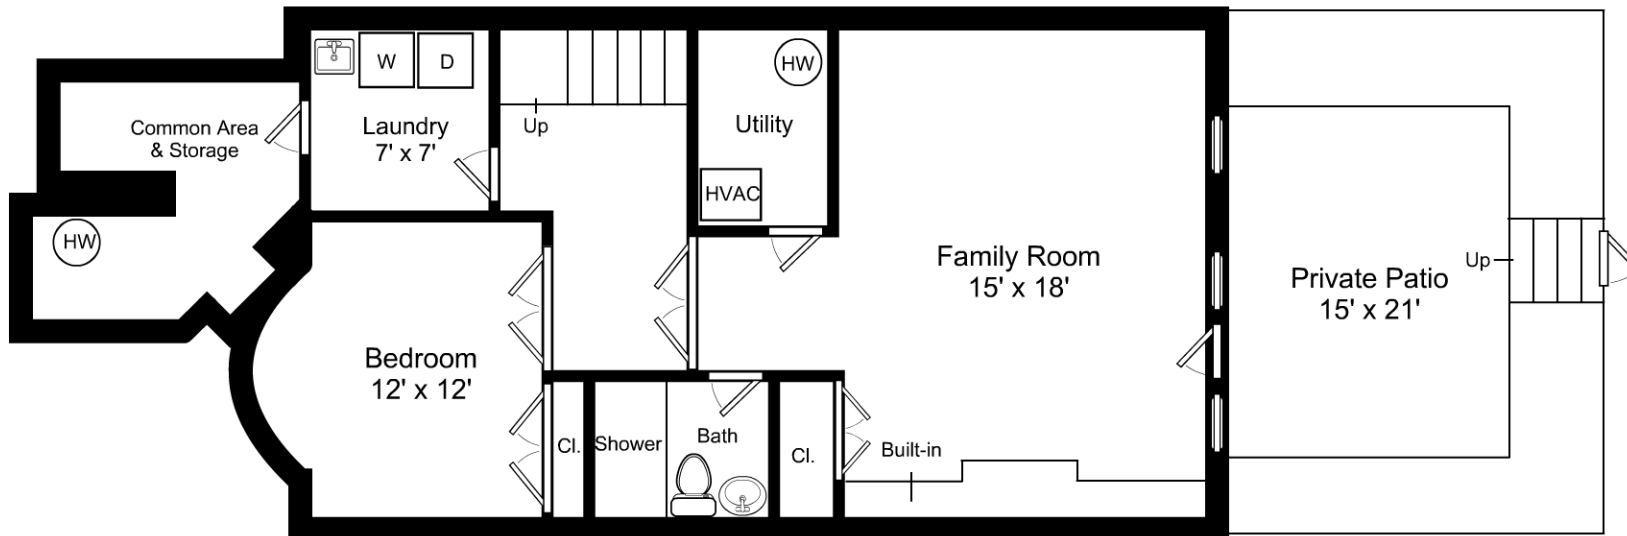 W
D
HW
Common Area
& Storage
Laundry
7' x 7'
Up
Utility
HVAC
HW
Family Room
15' x 18'
Up
Private Patio
15' x 21'
Bedroom
12' x 12'
Cl.
Shower
Bath
Cl.
Built-in